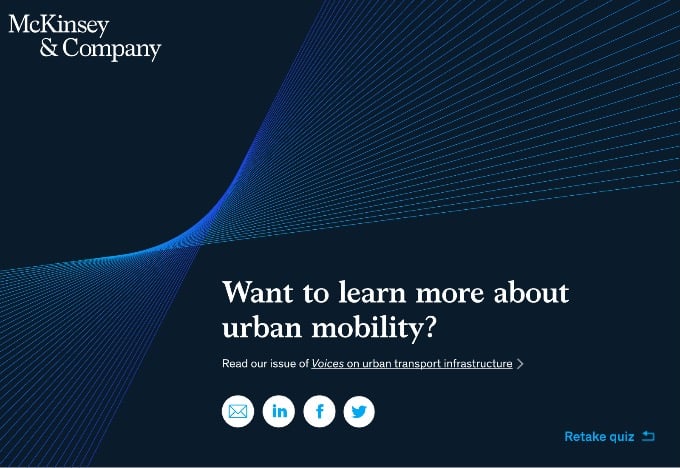 McKinsey
& Company
Want to learn more about
urban mobility?
Read our issue of Voices on urban transport infrastructure
in
f
Retake quiz